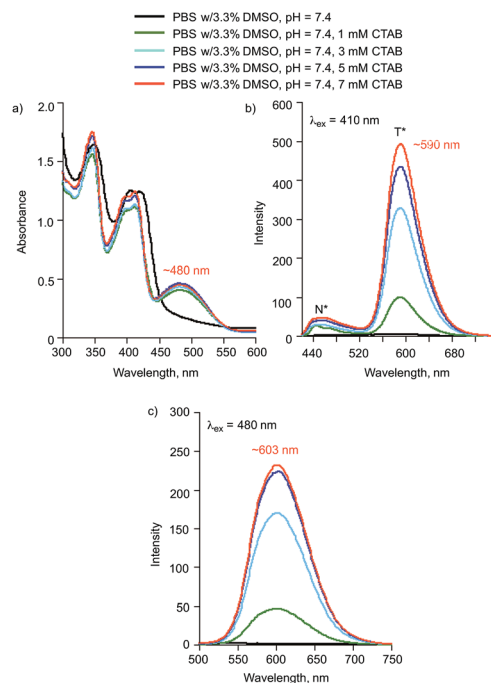 PBS w/3.3% DMSO, pH = 7.4
PBS w/3.3% DMSO, pH = 7.4, 1 mM CTAB
PBS w/3.3% DMSO, pH = 7.4, 3 mM CTAB
PBS w/3.3% DMSO, pH = 7.4, 5 mM CTAB
PBS w/3.3% DMSO, pH = 7.4, 7 mM CTAB
a)
2.0
1.5
1.0
0.5
0.0
Absorbance
~480 nm
300 350 400 450 500 550 600
Wavelength, nm
b)
600
500
400
300
200
100
0
Intensity
λex = 410 nm
T*
~590 nm
N*
440 520 600 680
Wavelength, nm
c)
300
250
200
150
100
50
0
Intensity
λex = 480 nm
~603 nm
500 550 600 650 700 750
Wavelength, nm